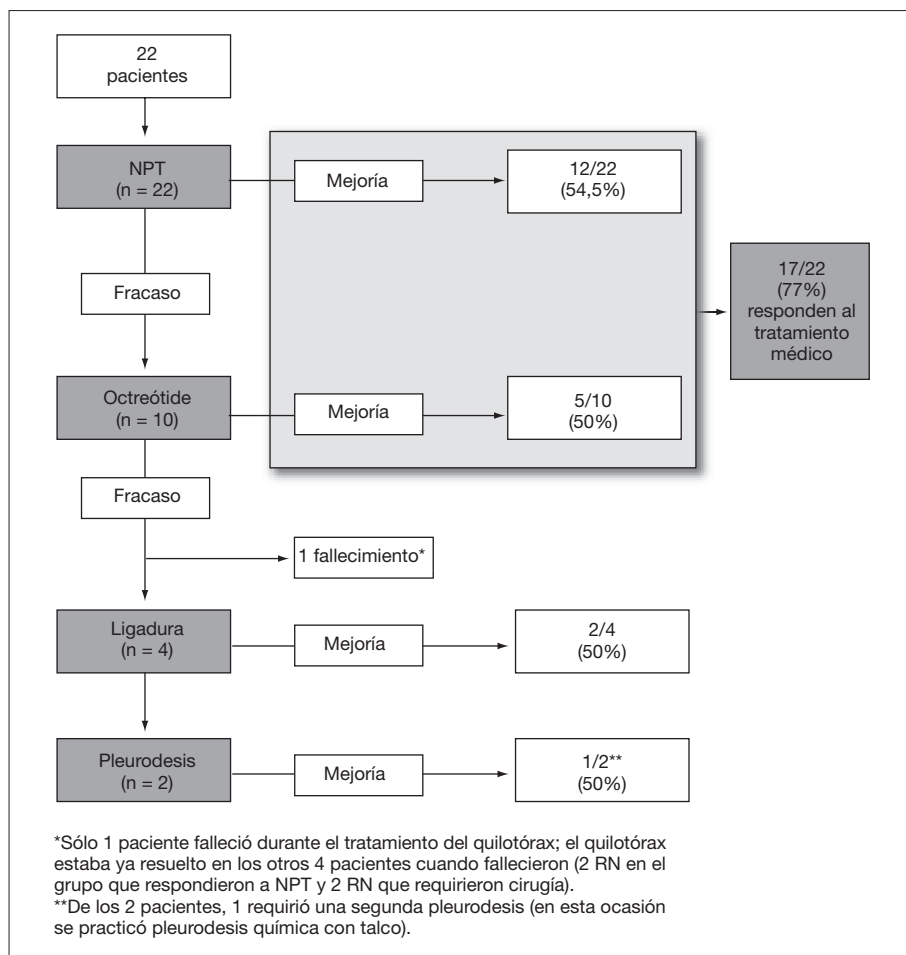 22
pacientes
NPT
(n = 22)
Mejoría
12/22
(54,5%)
Fracaso
17/22
(77%)
responden al
tratamiento
médico
Octreótide
(n = 10)
Mejoría
5/10
(50%)
Fracaso
1 fallecimiento*
Ligadura
(n = 4)
Mejoría
2/4
(50%)
Pleurodesis
(n = 2)
Mejoría
1/2**
(50%)
*Sólo 1 paciente falleció durante el tratamiento del quilotórax; el quilotórax
estaba ya resuelto en los otros 4 pacientes cuando fallecieron (2 RN en el
grupo que respondieron a NPT y 2 RN que requirieron cirugía).
**De los 2 pacientes, 1 requirió una segunda pleurodesis (en esta ocasión
se practicó pleurodesis química con talco).